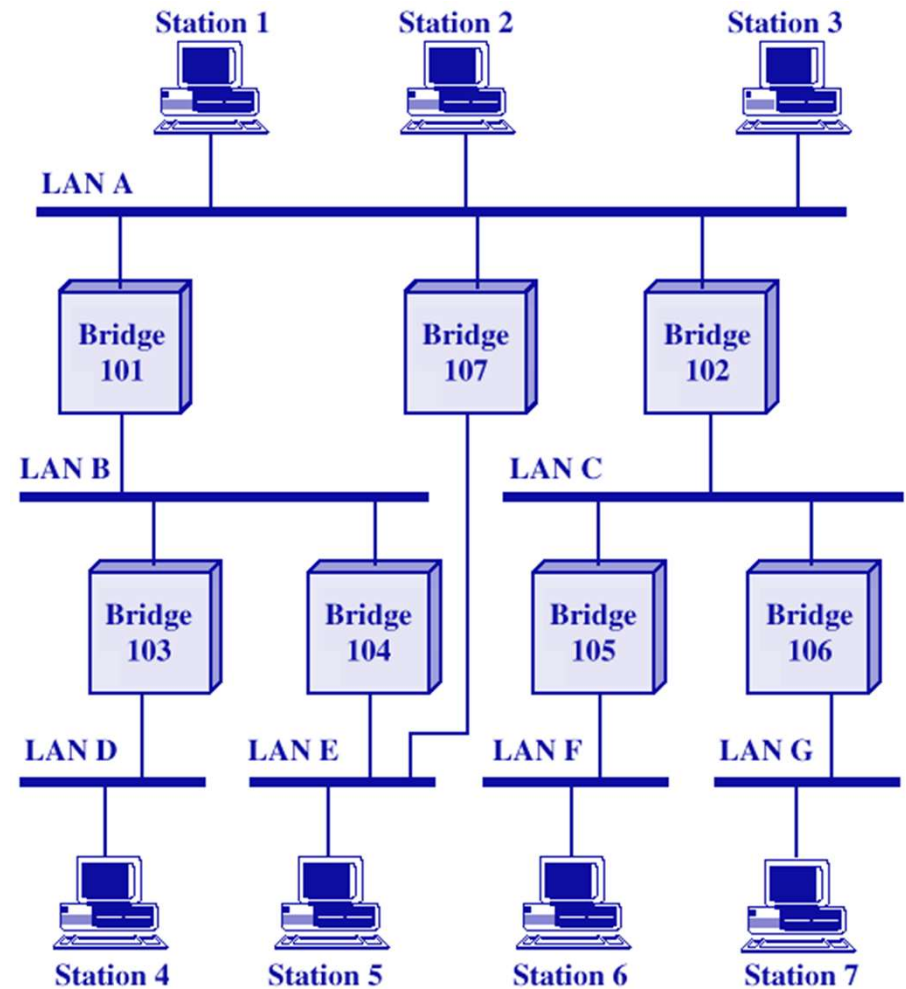 Station 1
Station 2
Station 3
LAN A
Bridge
101
Bridge
107
Bridge
102
LAN B
LAN C
Bridge
103
Bridge
104
Bridge
105
Bridge
106
LAN D
LAN E
LAN F
LAN G
Station 4
Station 5
Station 6
Station 7